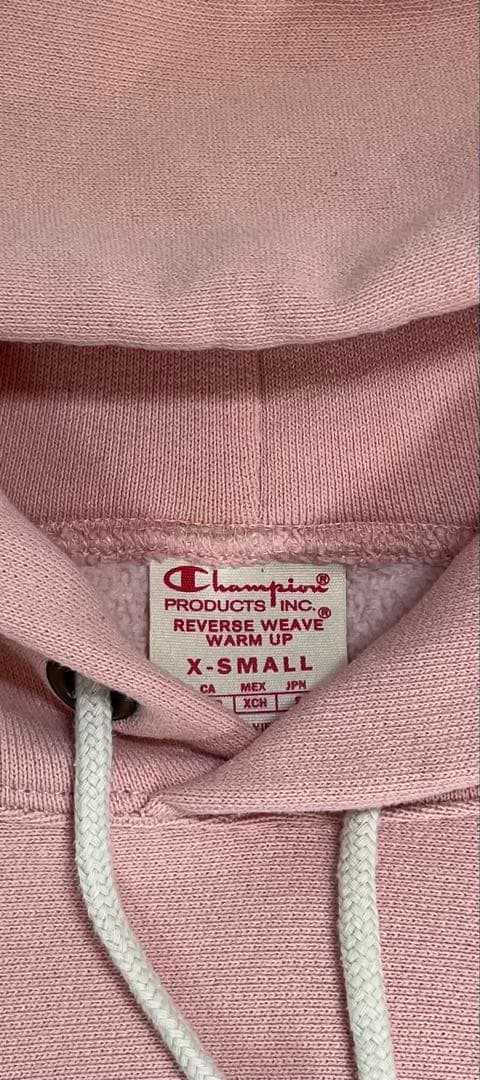 Champion®
PRODUCTS INC.®
REVERSE WEAVE
WARM UP
X-SMALL
CA MEX JPN
XCH